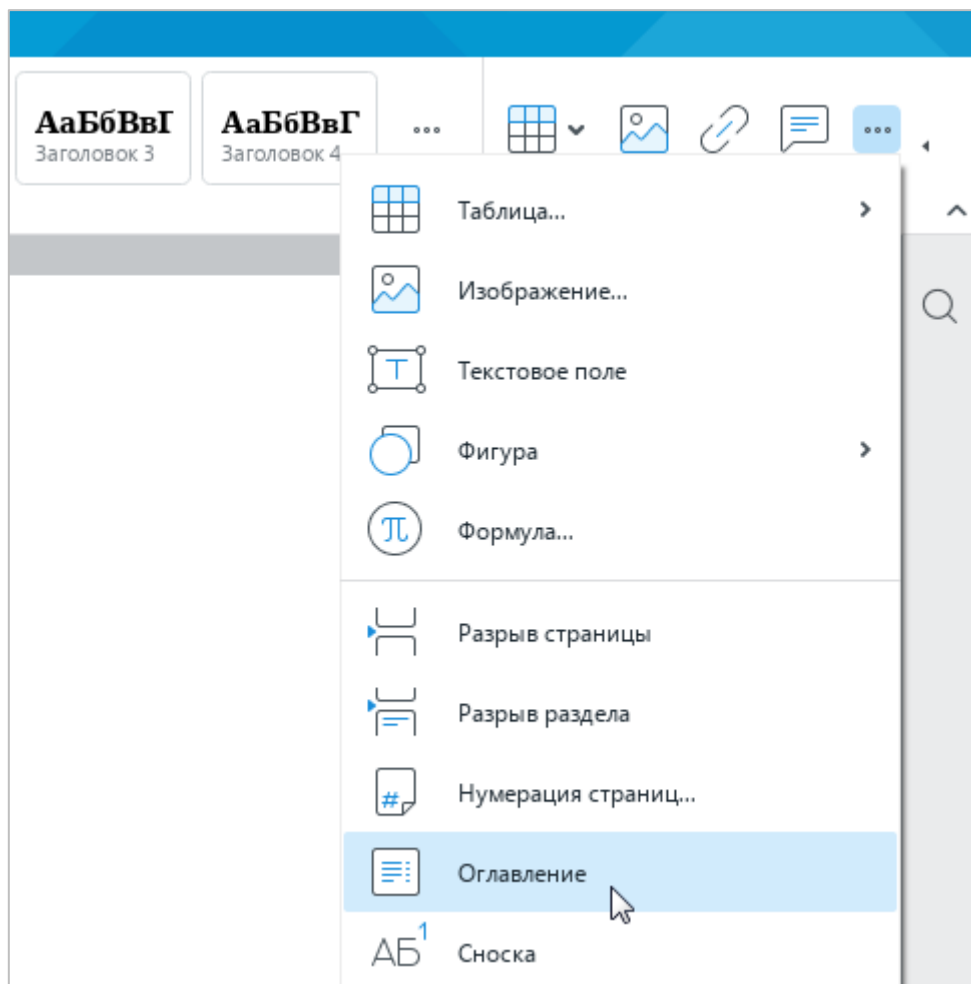 АаБбВвГ
Заголовок 3
АаБбВвГ
Заголовок 4
Таблица...
Изображение...
Текстовое поле
Фигура
π Формула...
Разрыв страницы
Разрыв раздела
# Нумерация страниц...
Оглавление
АБ1 Сноска